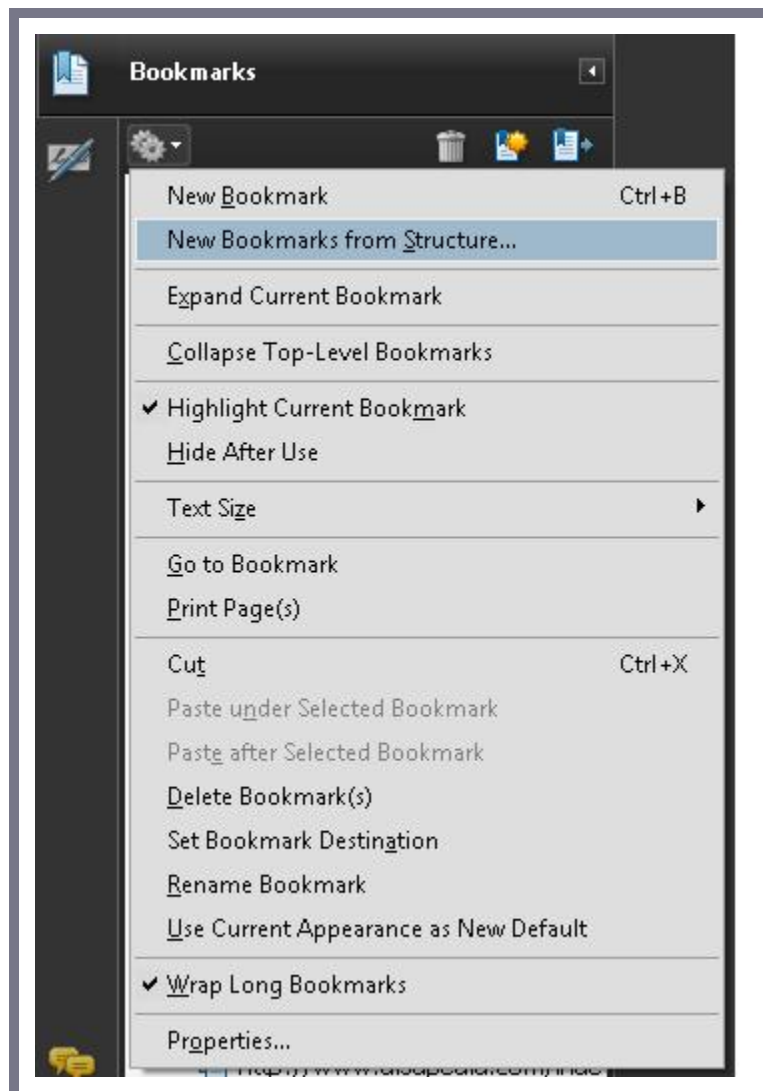 Bookmarks
New Bookmark Ctrl+B
New Bookmarks from Structure...
Expand Current Bookmark
Collapse Top-Level Bookmarks
Highlight Current Bookmark
Hide After Use
Text Size
Go to Bookmark
Print Page(s)
Cut Ctrl+X
Paste under Selected Bookmark
Paste after Selected Bookmark
Delete Bookmark(s)
Set Bookmark Destination
Rename Bookmark
Use Current Appearance as New Default
Wrap Long Bookmarks
Properties...